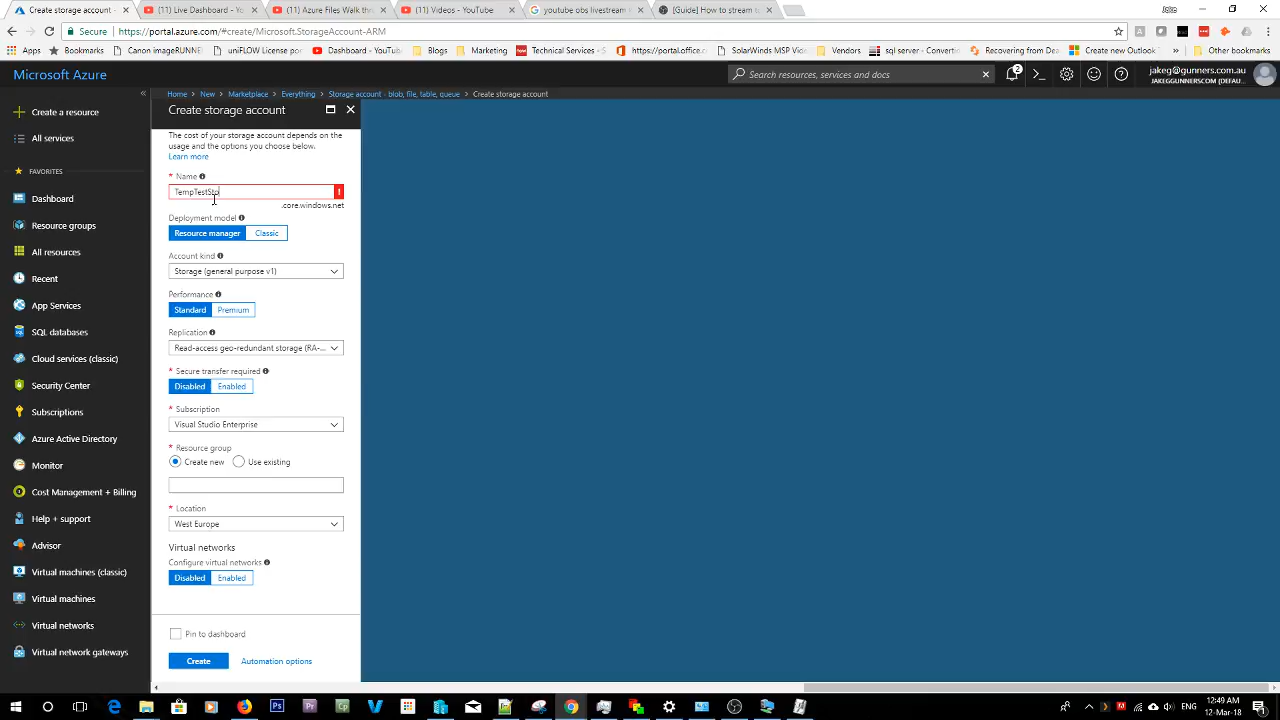 Create storage account
(11) Live Dashboard - Yo
(11) Azure Files Walk thr
(11) Videos - YouTube
youtube obs livestream
[Guide] How to stream t
Jake
Secure
https://portal.azure.com/#create/Microsoft.StorageAccount-ARM
Apps
Bookmarks
Canon imageRUNNE
uniFLOW License por
Dashboard - YouTub
Blogs
Marketing
Technical Services -
https://portal.office.c
SolarWinds MSP Vid
Vendors
sql server - Convert
Recovering from Dea
Create new Outlook
Other bookmarks
Microsoft Azure
Search resources, services and docs
2
jakeg@gunners.com.au
JAKEGGUNNERSCOM (DEFAU...
Home
New
Marketplace
Everything
Storage account - blob, file, table, queue
Create storage account
Create a resource
All services
FAVORITES
Dashboard
Resource groups
All resources
Recent
App Services
SQL databases
Cloud services (classic)
Security Center
Subscriptions
Azure Active Directory
Monitor
Cost Management + Billing
Help + support
Advisor
Virtual machines (classic)
Virtual machines
Virtual networks
Virtual network gateways
Create storage account
The cost of your storage account depends on the
usage and the options you choose below.
Learn more
* Name
TempTestSto
.core.windows.net
Deployment model
Resource manager
Classic
Account kind
Storage (general purpose v1)
Performance
Standard
Premium
Replication
Read-access geo-redundant storage (RA-...
* Secure transfer required
Disabled
Enabled
* Subscription
Visual Studio Enterprise
* Resource group
Create new
Use existing
* Location
West Europe
Virtual networks
Configure virtual networks
Disabled
Enabled
Pin to dashboard
Create
Automation options
12:49 AM
12-Mar-18